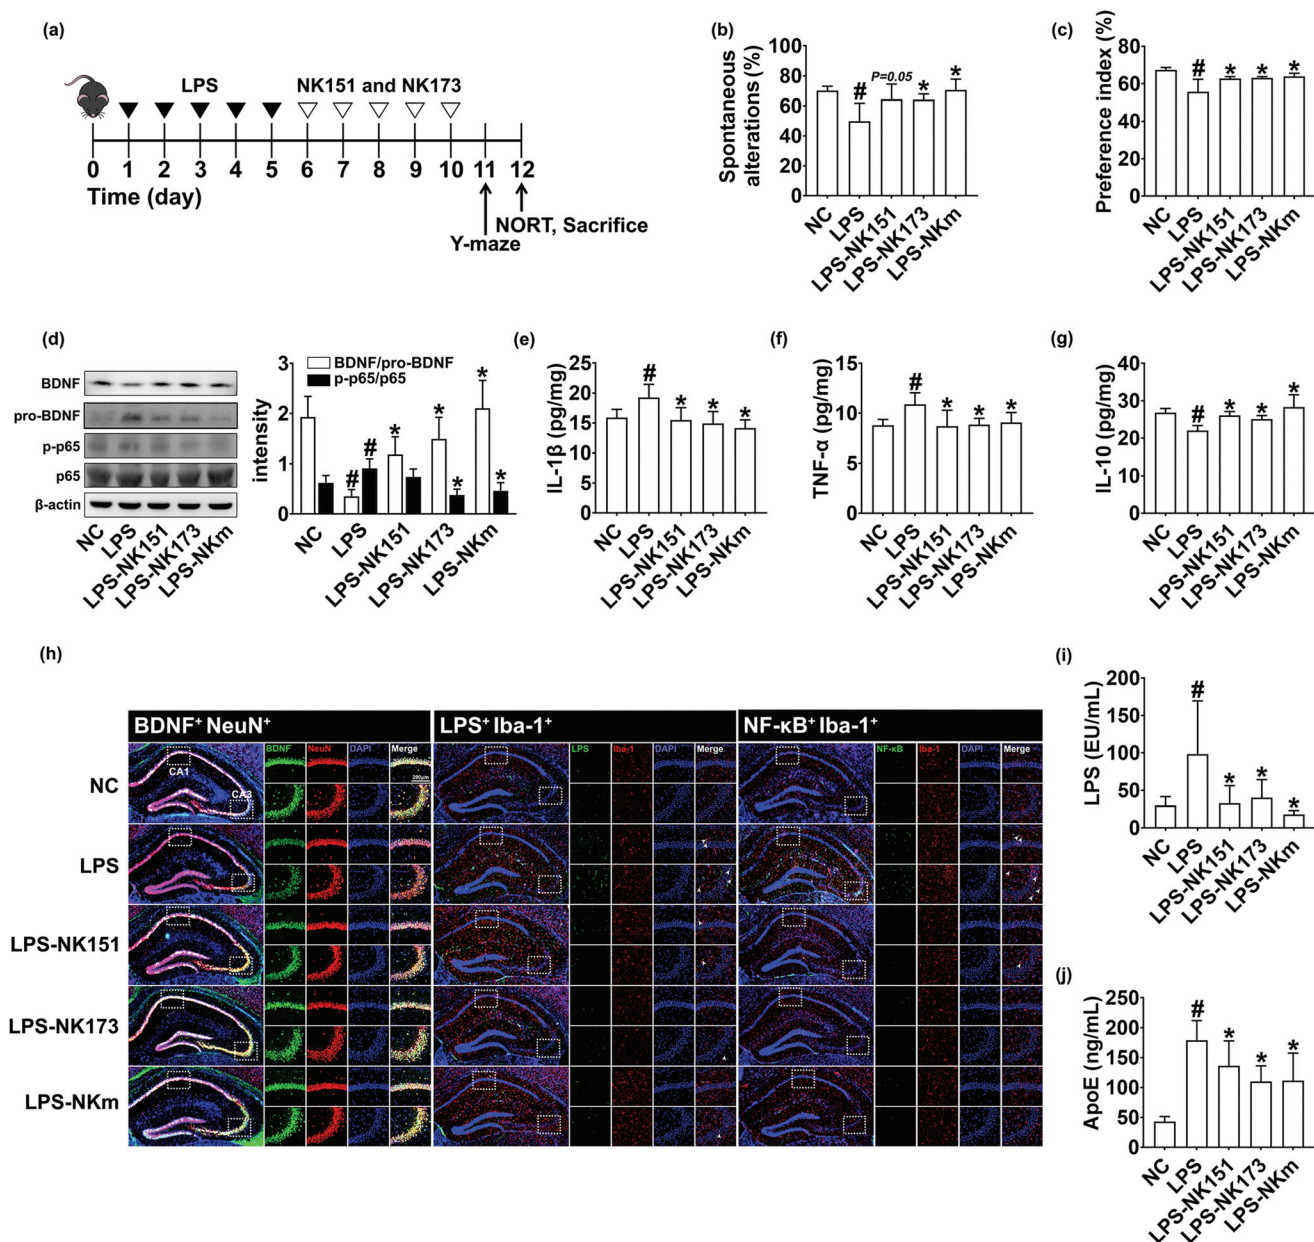 (a)
LPS NK151 and NK173
0 1 2 3 4 5 6 7 8 9 10 11 12
Time (day)
NORT, Sacrifice
Y-maze
(b)
Spontaneous
alterations (%)
100
80
60
40
20
0
# P=0.05 * *
NC LPS LPS-NK151 LPS-NK173 LPS-NKm
(c)
Preference index (%)
80
60
40
20
0
# * * *
NC LPS LPS-NK151 LPS-NK173 LPS-NKm
(d)
BDNF
pro-BDNF
p-p65
p65
β-actin
NC LPS LPS-NK151 LPS-NK173 LPS-NKm
intensity
3
2
1
0
BDNF/pro-BDNF
p-p65/p65
# # * * * * *
NC LPS LPS-NK151 LPS-NK173 LPS-NKm
(e)
IL-1β (pg/mg)
25
20
15
10
5
0
# * * *
NC LPS LPS-NK151 LPS-NK173 LPS-NKm
(f)
TNF-α (pg/mg)
15
10
5
0
# * * *
NC LPS LPS-NK151 LPS-NK173 LPS-NKm
(g)
IL-10 (pg/mg)
40
30
20
10
0
# * * *
NC LPS LPS-NK151 LPS-NK173 LPS-NKm
(h)
BDNF+ NeuN+ LPS+ Iba-1+ NF-κB+ Iba-1+
BDNF NeuN DAPI Merge LPS Iba-1 DAPI Merge NF-κB Iba-1 DAPI Merge
CA1
CA3
200μm
NC
LPS
LPS-NK151
LPS-NK173
LPS-NKm
(i)
LPS (EU/mL)
200
150
100
50
0
# * * *
NC LPS LPS-NK151 LPS-NK173 LPS-NKm
(j)
ApoE (ng/mL)
250
200
150
100
50
0
# * * *
NC LPS LPS-NK151 LPS-NK173 LPS-NKm